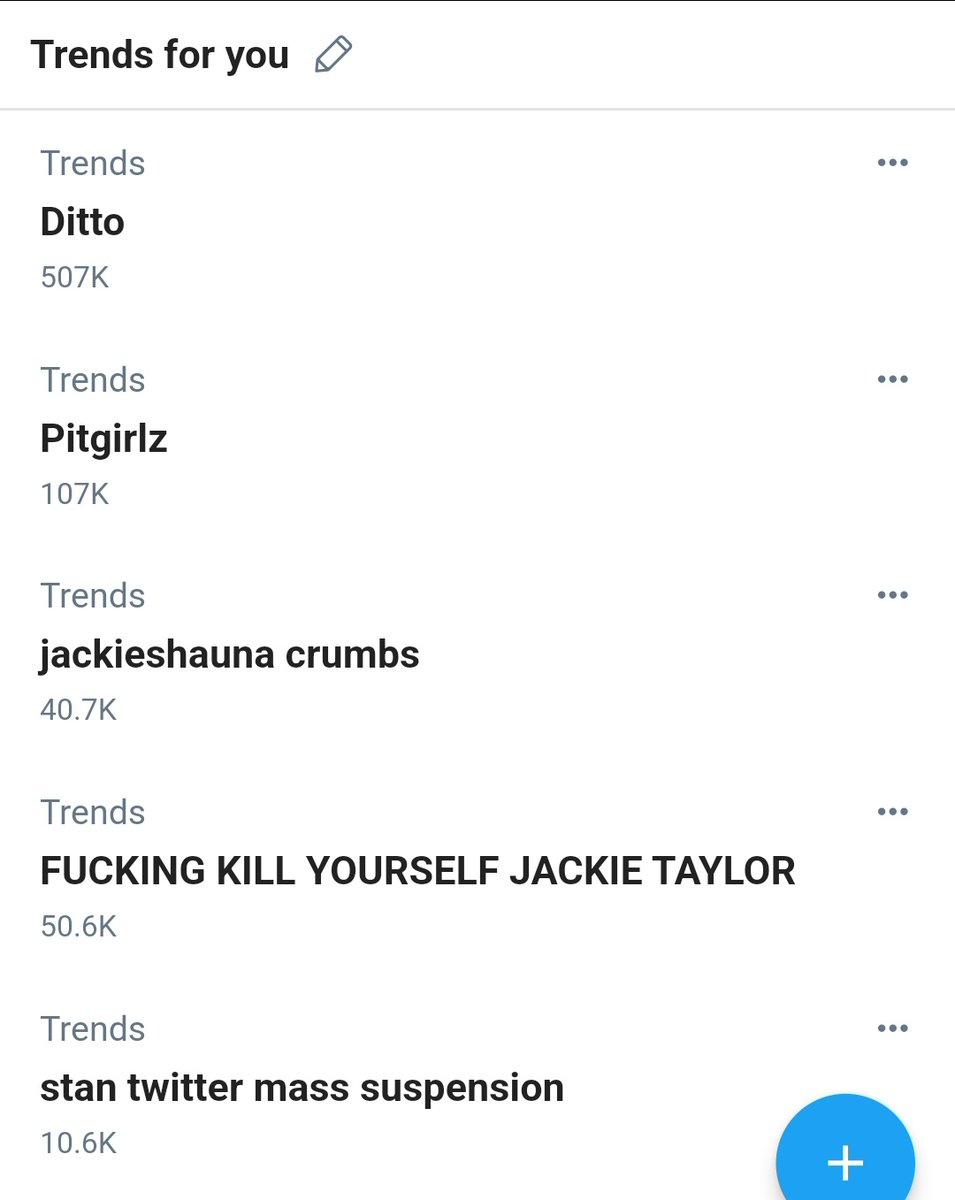 Trends for you
Trends
Ditto
507K
Trends
Pitgirlz
107K
Trends
jackieshauna crumbs
40.7K
Trends
FUCKING KILL YOURSELF JACKIE TAYLOR
50.6K
Trends
stan twitter mass suspension
10.6K